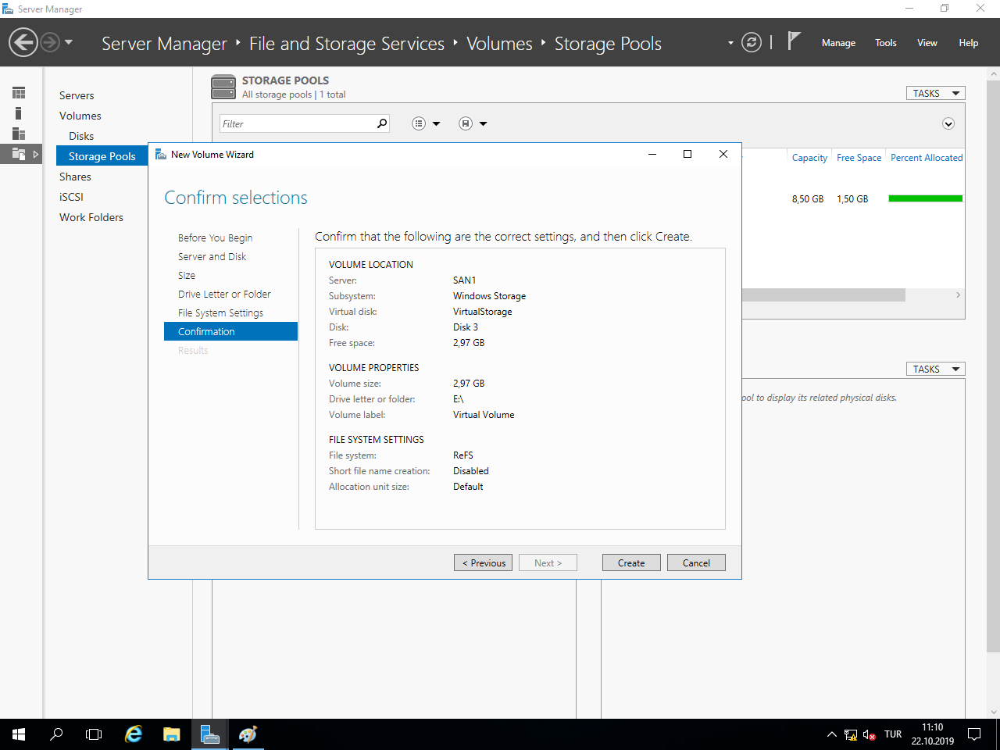 Server Manager
Server Manager ‣ File and Storage Services ‣ Volumes ‣ Storage Pools
Manage
Tools
View
Help
Servers
Volumes
Disks
Storage Pools
Shares
iSCSI
Work Folders
STORAGE POOLS
All storage pools | 1 total
TASKS
Filter
Capacity
Free Space
Percent Allocated
8,50 GB
1,50 GB
New Volume Wizard
Confirm selections
Before You Begin
Server and Disk
Size
Drive Letter or Folder
File System Settings
Confirmation
Results
Confirm that the following are the correct settings, and then click Create.
VOLUME LOCATION
Server: SAN1
Subsystem: Windows Storage
Virtual disk: VirtualStorage
Disk: Disk 3
Free space: 2,97 GB
VOLUME PROPERTIES
Volume size: 2,97 GB
Drive letter or folder: E:\
Volume label: Virtual Volume
FILE SYSTEM SETTINGS
File system: ReFS
Short file name creation: Disabled
Allocation unit size: Default
< Previous
Next >
Create
Cancel
TASKS
ool to display its related physical disks.
TUR
11:10
22.10.2019